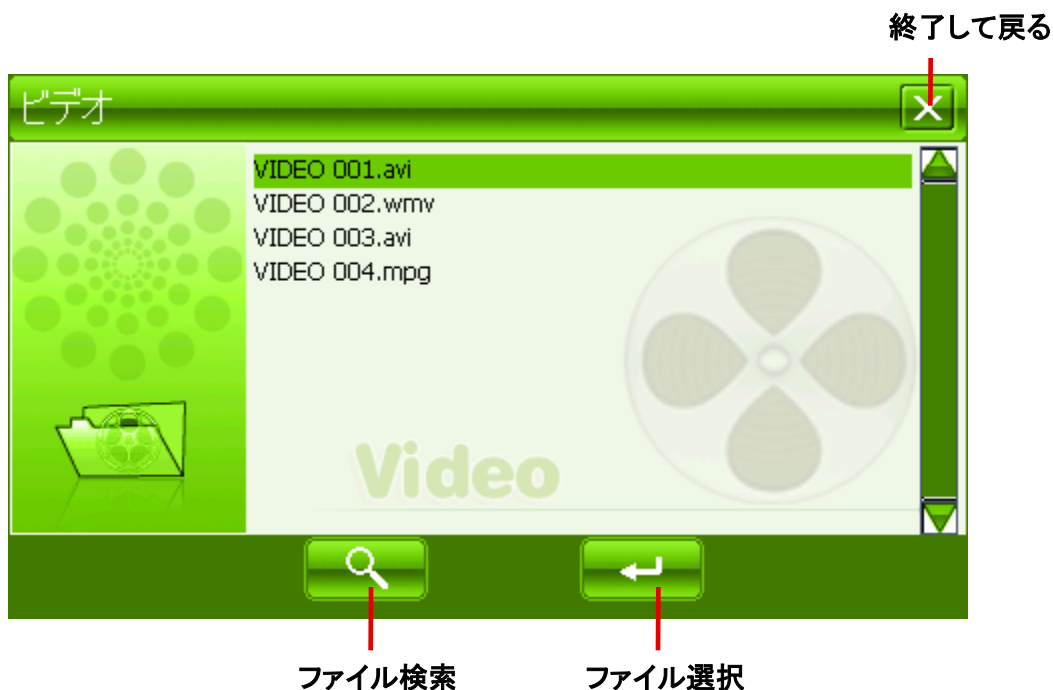 終了して戻る
ビデオ
VIDEO 001.avi
VIDEO 002.wmv
VIDEO 003.avi
VIDEO 004.mpg
Video
ファイル検索
ファイル選択